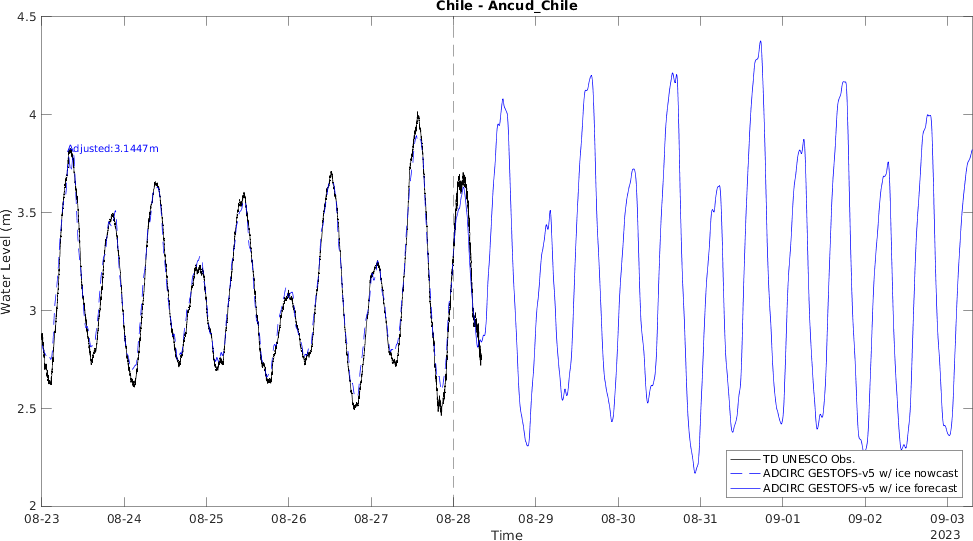 Chile - Ancud_Chile
4.5
4
3.5
3
2.5
2
Water Level (m)
Adjusted:3.1447m
TD UNESCO Obs.
ADCIRC GESTOFS-v5 w/ ice nowcast
ADCIRC GESTOFS-v5 w/ ice forecast
08-23 08-24 08-25 08-26 08-27 08-28 08-29 08-30 08-31 09-01 09-02 09-03
Time
2023